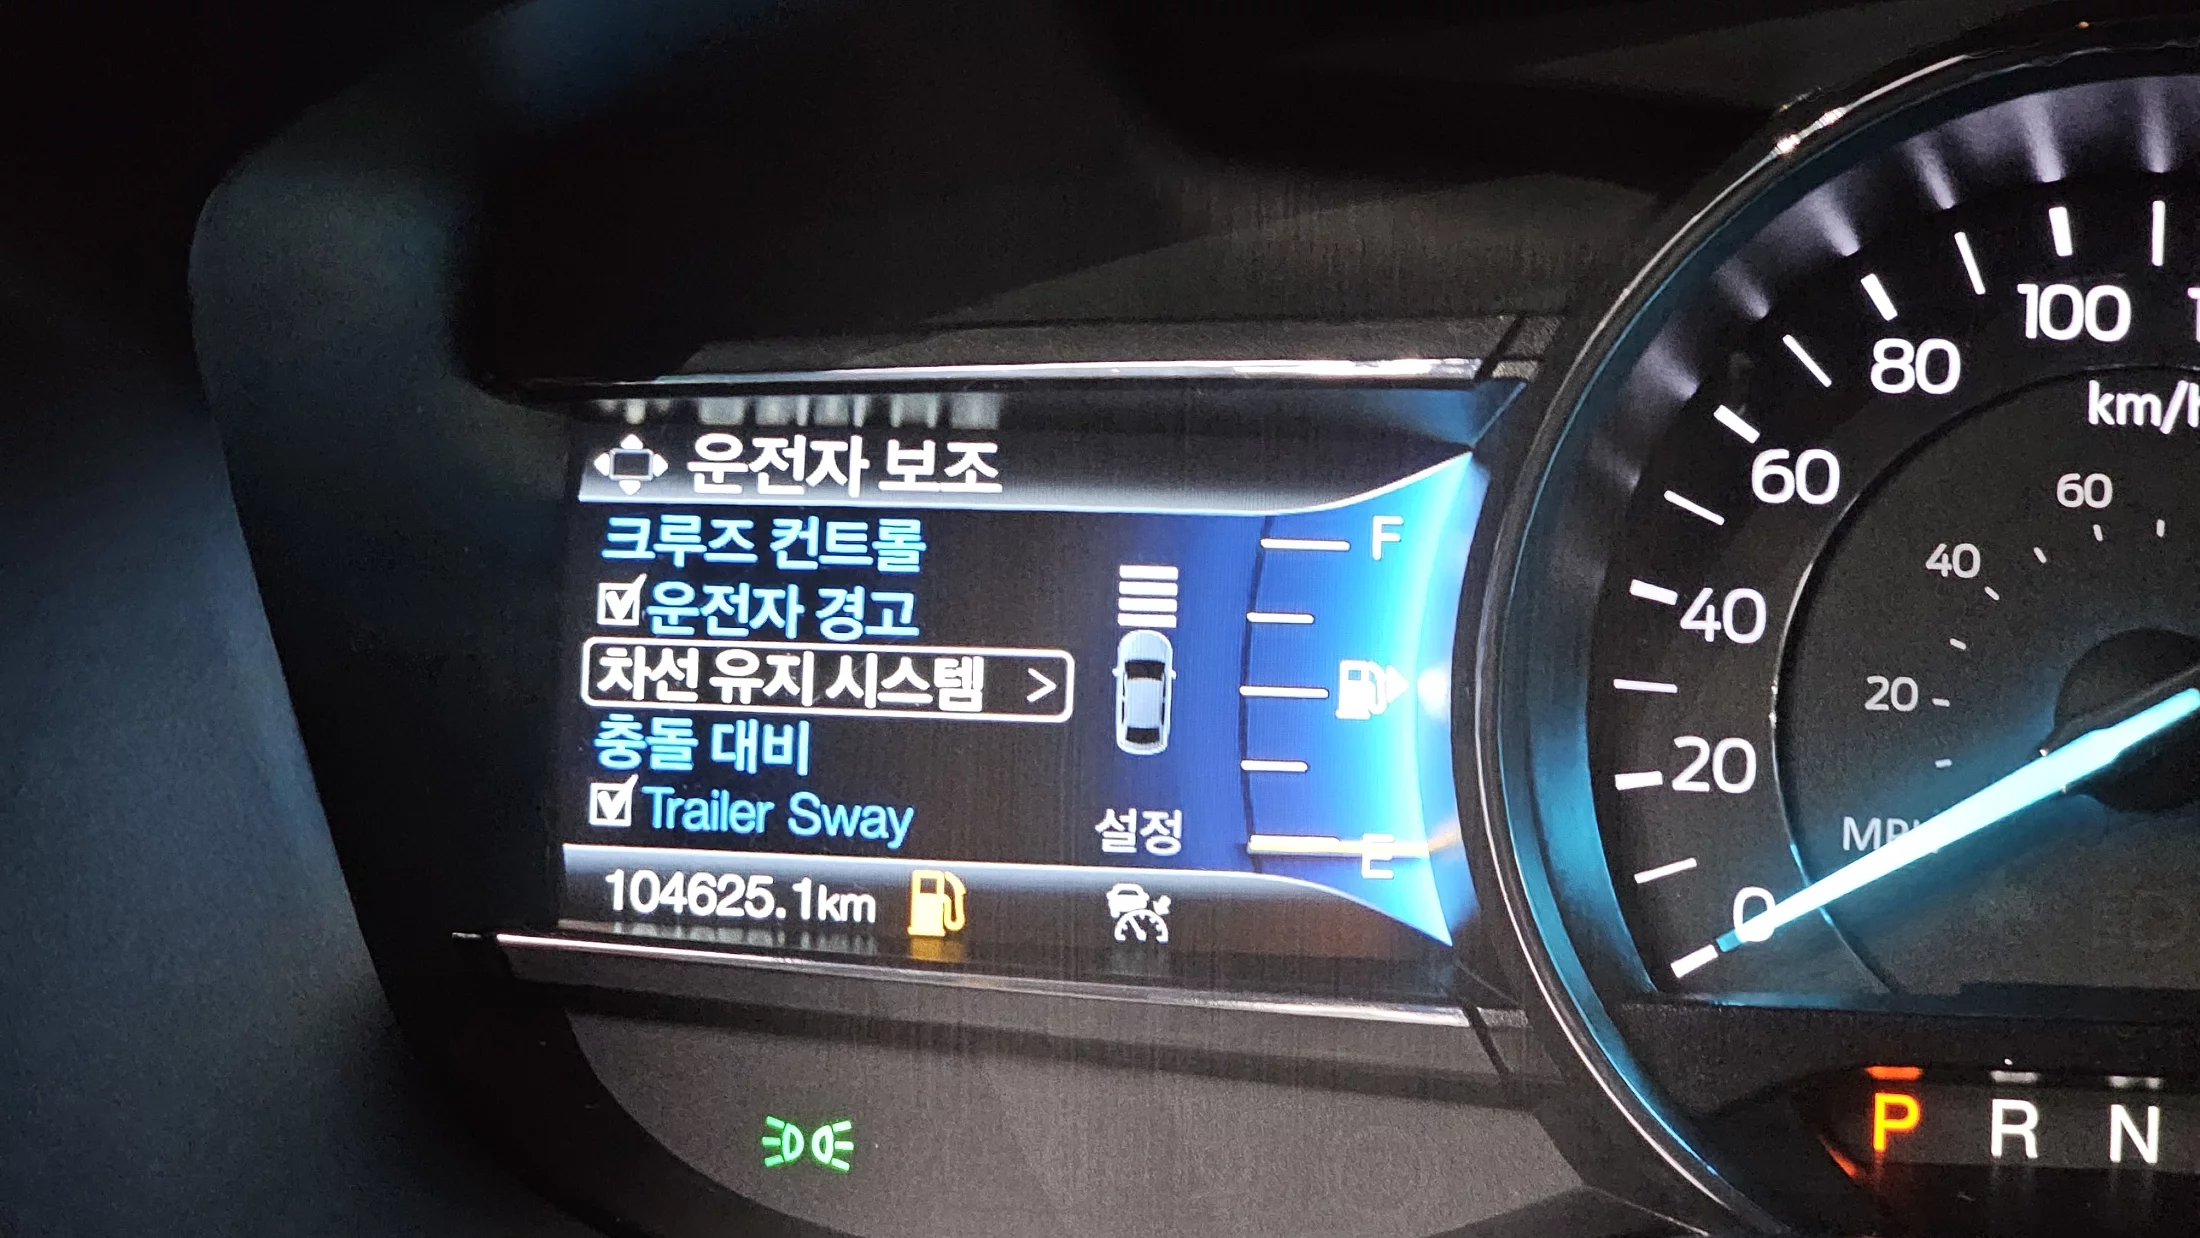 운전자 보조
크루즈 컨트롤
운전자 경고
차선 유지 시스템 >
충돌 대비
Trailer Sway
설정
104625.1km
F
E
100
80
60
40
20
0
km/h
60
40
20
P R N